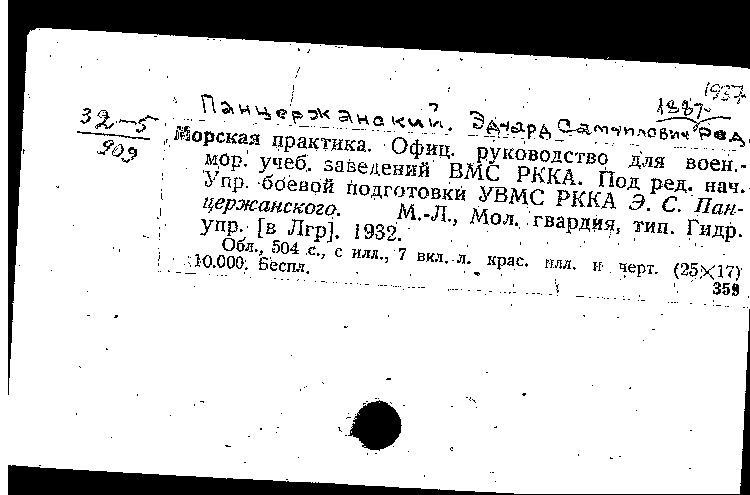 1937
1887-
Панцержанский, Эдуард Самуилович ред.
32-5
909
Морская практика. Офиц. руководство для воен.-
мор. учеб. заведений ВМС РККА. Под ред. нач.
Упр. боевой подготовки УВМС РККА Э. С. Пан-
цержанского. М.-Л., Мол. гвардия, тип. Гидр.
упр. [в Лгр]. 1932.
Обл., 504 с., с илл., 7 вкл. л. крас. илл. и черт. (25×17)
10.000. Беспл.
359